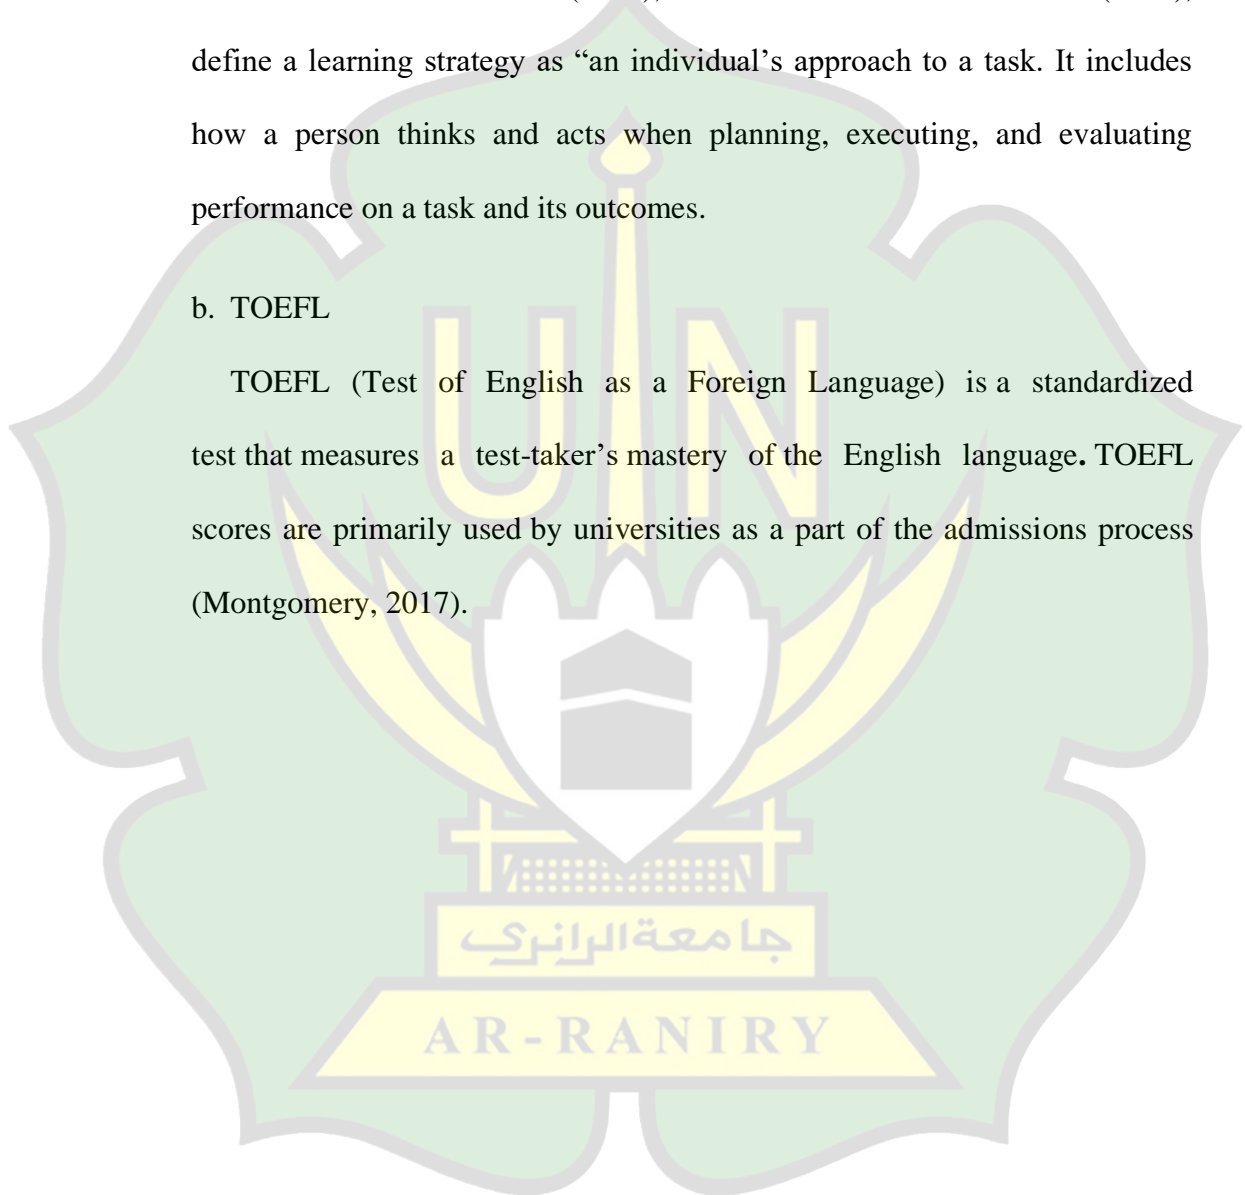 define a learning strategy as “an individual’s approach to a task. It includes
how a person thinks and acts when planning, executing, and evaluating
performance on a task and its outcomes.
b. TOEFL
TOEFL (Test of English as a Foreign Language) is a standardized
test that measures a test-taker’s mastery of the English language. TOEFL
scores are primarily used by universities as a part of the admissions process
(Montgomery, 2017).
UIN
جامعة الرانري
AR-RANIRY